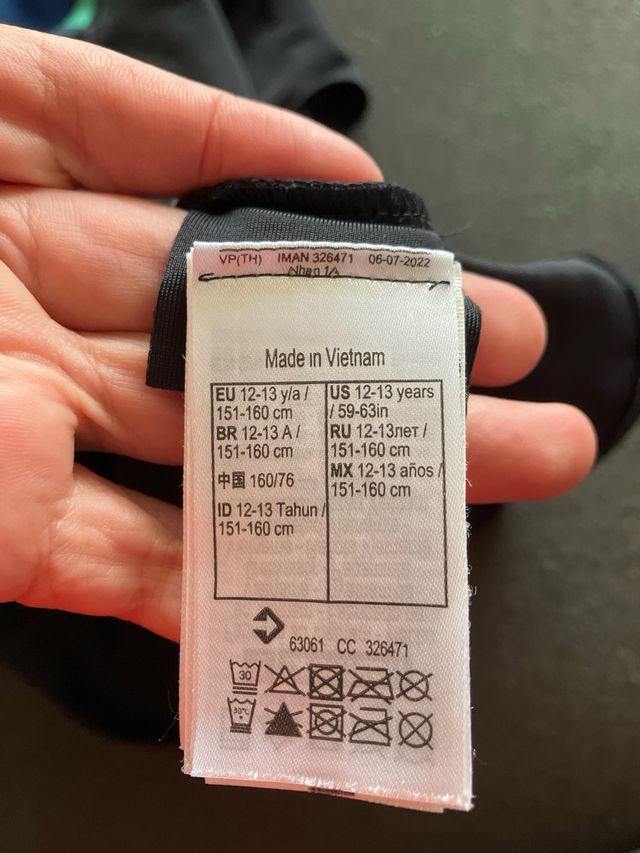 VP(TH) IMAN 326471 06-07-2022
Made in Vietnam
EU 12-13 y/a /
151-160 cm
BR 12-13 A /
151-160 cm
中国 160/76
ID 12-13 Tahun /
151-160 cm
US 12-13 years
/ 59-63in
RU 12-13лет /
151-160 cm
MX 12-13 años /
151-160 cm
63061 CC 326471
30
30°C